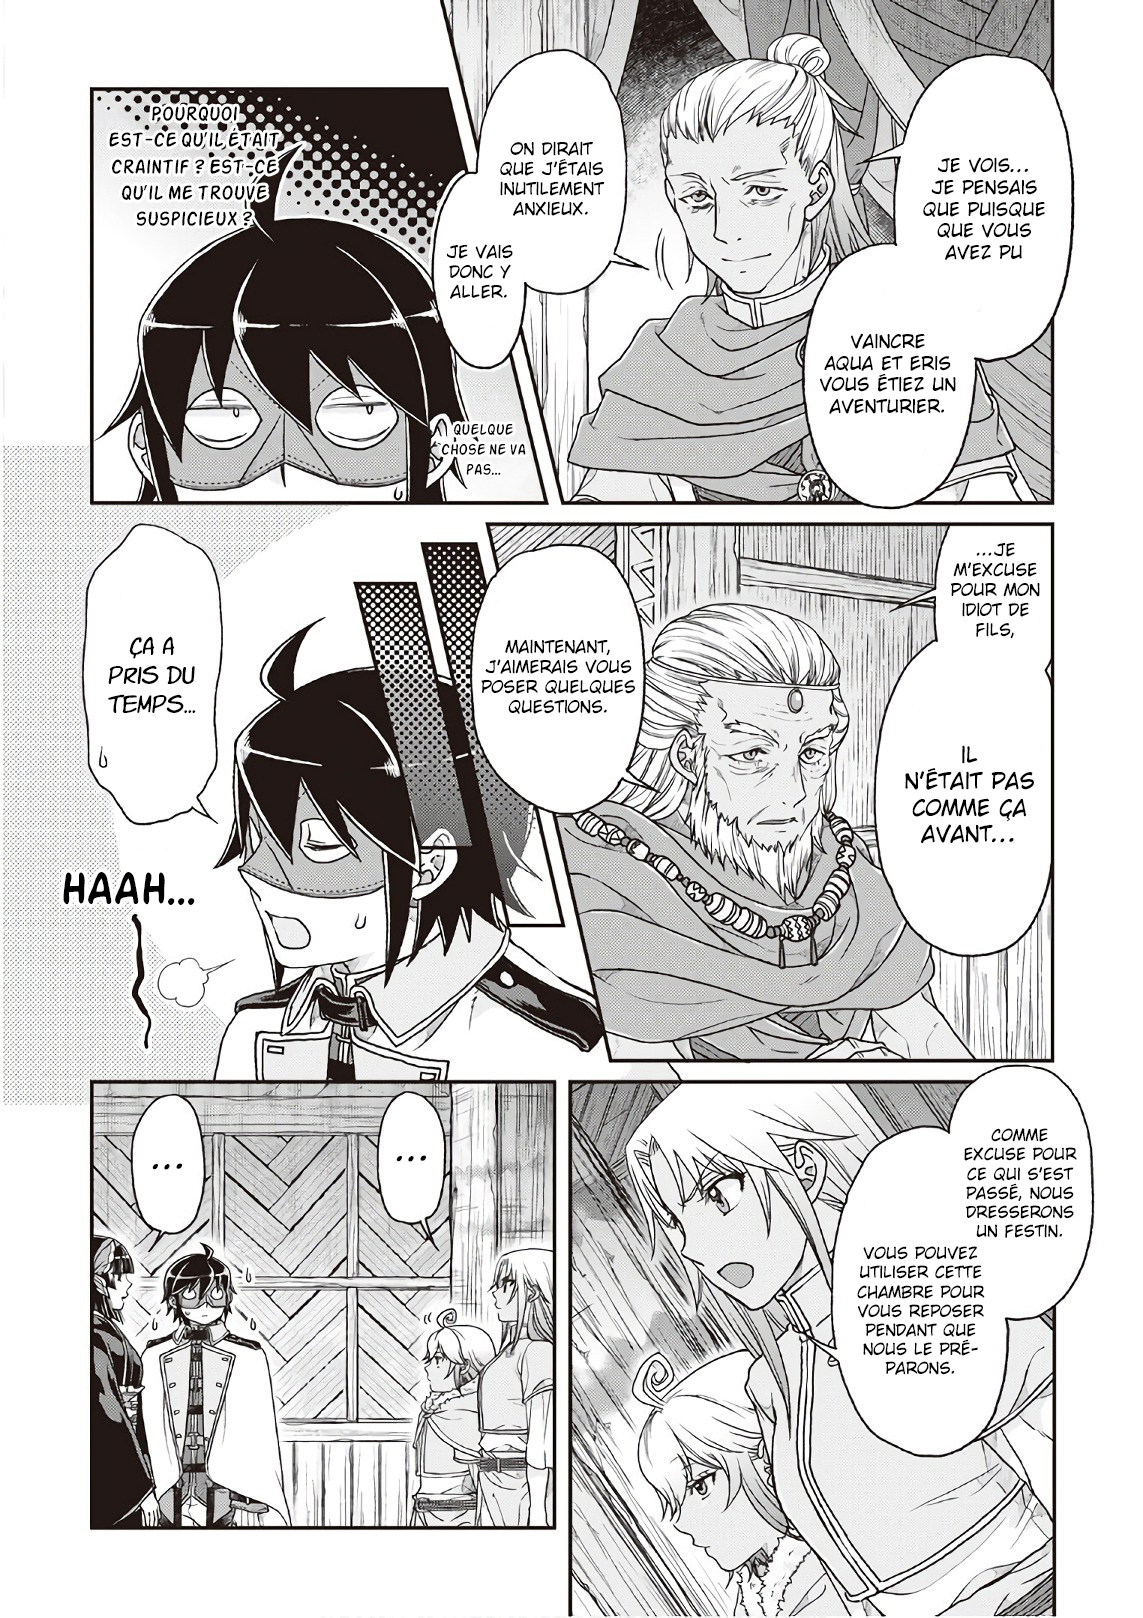 JE VOIS...
JE PENSAIS
QUE PUISQUE
QUE VOUS
AVEZ PU
VAINCRE
AQUA ET ERIS
VOUS ÉTIEZ UN
AVENTURIER.
ON DIRAIT
QUE J'ÉTAIS
INUTILEMENT
ANXIEUX.
JE VAIS
DONC Y
ALLER.
POURQUOI
EST-CE QU'IL ÉTAIT
CRAINTIF ? EST-CE
QU'IL ME TROUVE
SUSPICIEUX ?
QUELQUE
CHOSE NE VA
PAS...
...JE
M'EXCUSE
POUR MON
IDIOT DE
FILS,
IL
N'ÉTAIT PAS
COMME ÇA
AVANT...
MAINTENANT,
J'AIMERAIS VOUS
POSER QUELQUES
QUESTIONS.
ÇA A
PRIS DU
TEMPS...
HAAH...
COMME
EXCUSE POUR
CE QUI S'EST
PASSÉ, NOUS
DRESSERONS
UN FESTIN.
VOUS POUVEZ
UTILISER CETTE
CHAMBRE POUR
VOUS REPOSER
PENDANT QUE
NOUS LE PRÉ-
PARONS.
...
...